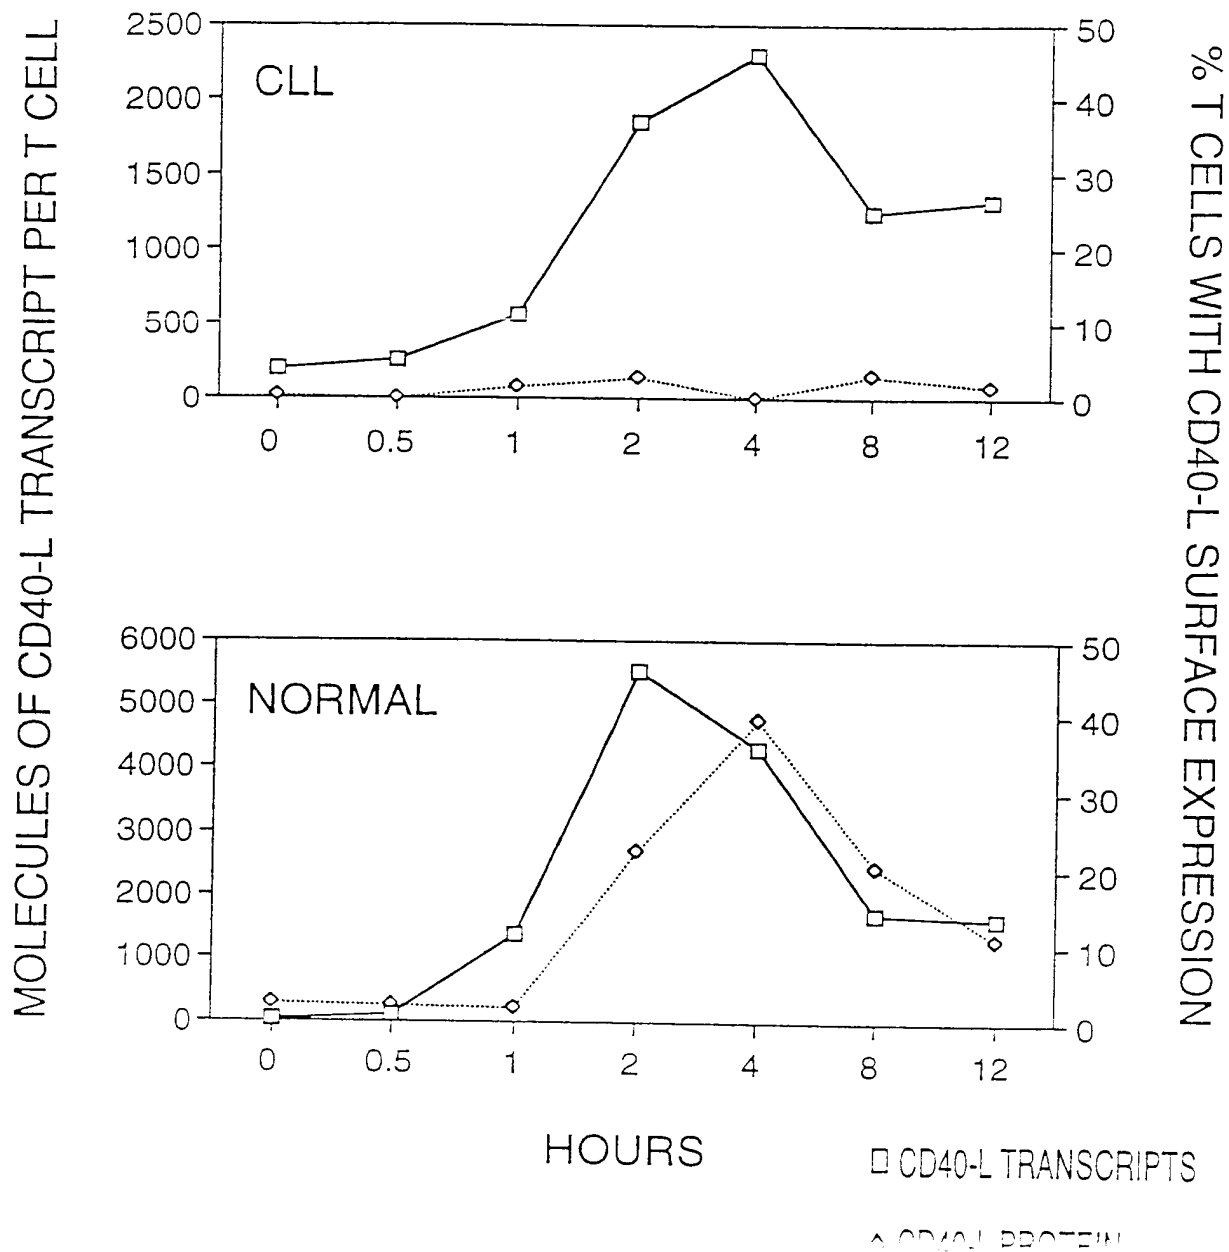 MOLECULES OF CD40-L TRANSCRIPT PER T CELL
% T CELLS WITH CD40-L SURFACE EXPRESSION
CLL
2500
2000
1500
1000
500
0
50
40
30
20
10
0
0 0.5 1 2 4 8 12
NORMAL
6000
5000
4000
3000
2000
1000
0
50
40
30
20
10
0
0 0.5 1 2 4 8 12
HOURS
CD40-L TRANSCRIPTS
CD40-L PROTEIN